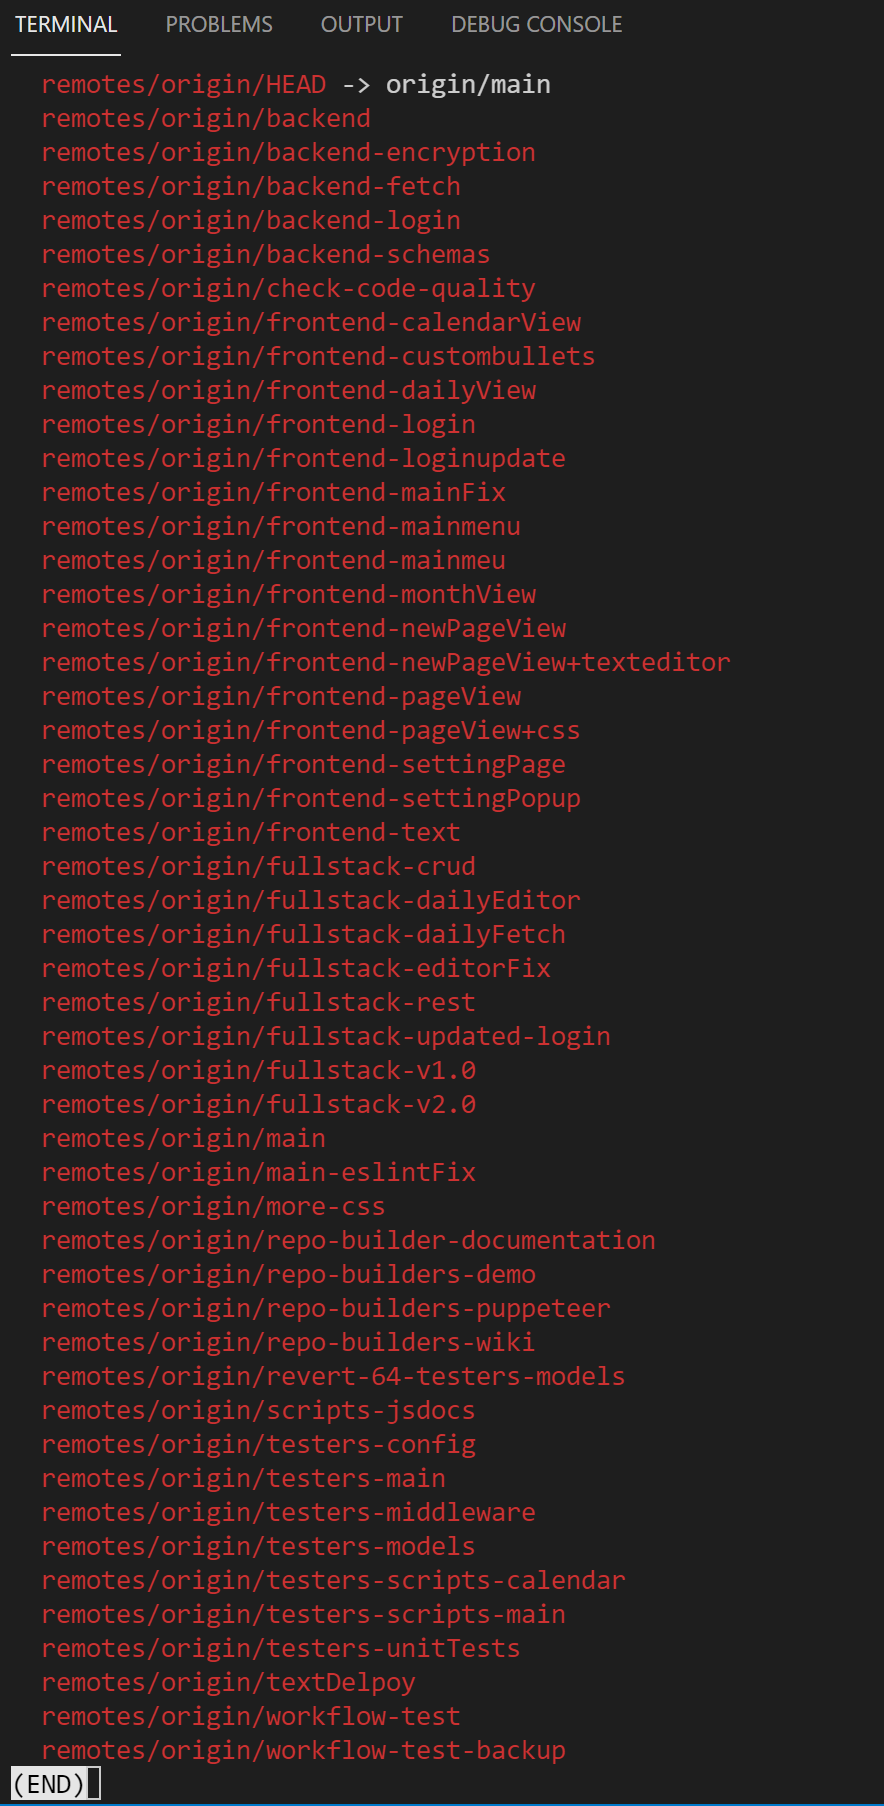 TERMINAL PROBLEMS OUTPUT DEBUG CONSOLE
remotes/origin/HEAD -> origin/main
remotes/origin/backend
remotes/origin/backend-encryption
remotes/origin/backend-fetch
remotes/origin/backend-login
remotes/origin/backend-schemas
remotes/origin/check-code-quality
remotes/origin/frontend-calendarView
remotes/origin/frontend-custombullets
remotes/origin/frontend-dailyView
remotes/origin/frontend-login
remotes/origin/frontend-loginupdate
remotes/origin/frontend-mainFix
remotes/origin/frontend-mainmenu
remotes/origin/frontend-mainmeu
remotes/origin/frontend-monthView
remotes/origin/frontend-newPageView
remotes/origin/frontend-newPageView+texteditor
remotes/origin/frontend-pageView
remotes/origin/frontend-pageView+css
remotes/origin/frontend-settingPage
remotes/origin/frontend-settingPopup
remotes/origin/frontend-text
remotes/origin/fullstack-crud
remotes/origin/fullstack-dailyEditor
remotes/origin/fullstack-dailyFetch
remotes/origin/fullstack-editorFix
remotes/origin/fullstack-rest
remotes/origin/fullstack-updated-login
remotes/origin/fullstack-v1.0
remotes/origin/fullstack-v2.0
remotes/origin/main
remotes/origin/main-eslintFix
remotes/origin/more-css
remotes/origin/repo-builder-documentation
remotes/origin/repo-builders-demo
remotes/origin/repo-builders-puppeteer
remotes/origin/repo-builders-wiki
remotes/origin/revert-64-testers-models
remotes/origin/scripts-jsdocs
remotes/origin/testers-config
remotes/origin/testers-main
remotes/origin/testers-middleware
remotes/origin/testers-models
remotes/origin/testers-scripts-calendar
remotes/origin/testers-scripts-main
remotes/origin/testers-unitTests
remotes/origin/textDelpoy
remotes/origin/workflow-test
remotes/origin/workflow-test-backup
(END)